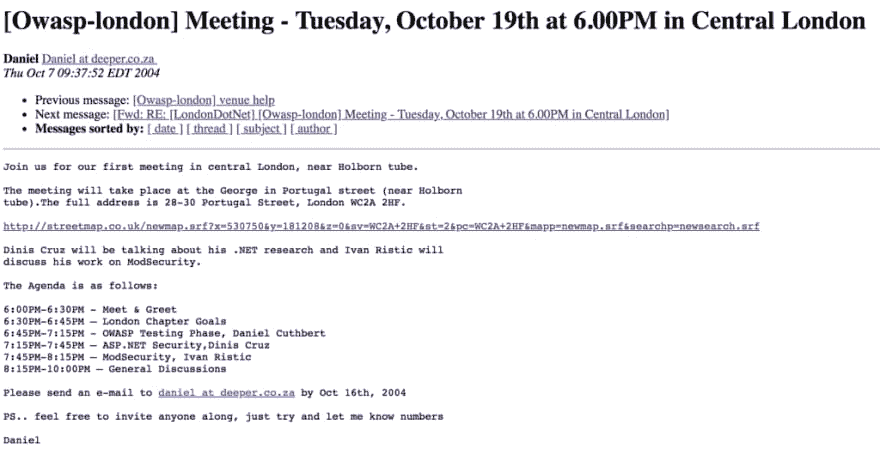 [Owasp-london] Meeting - Tuesday, October 19th at 6.00PM in Central London
Daniel Daniel at deeper.co.za
Thu Oct 7 09:37:52 EDT 2004
• Previous message: [Owasp-london] venue help
• Next message: [Fwd: RE: [LondonDotNet] [Owasp-london] Meeting - Tuesday, October 19th at 6.00PM in Central London]
• Messages sorted by: [ date ] [ thread ] [ subject ] [ author ]
Join us for our first meeting in central London, near Holborn tube.
The meeting will take place at the George in Portugal street (near Holborn
tube).The full address is 28-30 Portugal Street, London WC2A 2HF.
http://streetmap.co.uk/newmap.srf?x=530750&y=181208&z=0&sv=WC2A+2HF&st=2&pc=WC2A+2HF&mapp=newmap.srf&searchp=newsearch.srf
Dinis Cruz will be talking about his .NET research and Ivan Ristic will
discuss his work on ModSecurity.
The Agenda is as follows:
6:00PM-6:30PM - Meet & Greet
6:30PM-6:45PM – London Chapter Goals
6:45PM-7:15PM - OWASP Testing Phase, Daniel Cuthbert
7:15PM-7:45PM – ASP.NET Security,Dinis Cruz
7:45PM-8:15PM – ModSecurity, Ivan Ristic
8:15PM-10:00PM – General Discussions
Please send an e-mail to daniel at deeper.co.za by Oct 16th, 2004
PS.. feel free to invite anyone along, just try and let me know numbers
Daniel